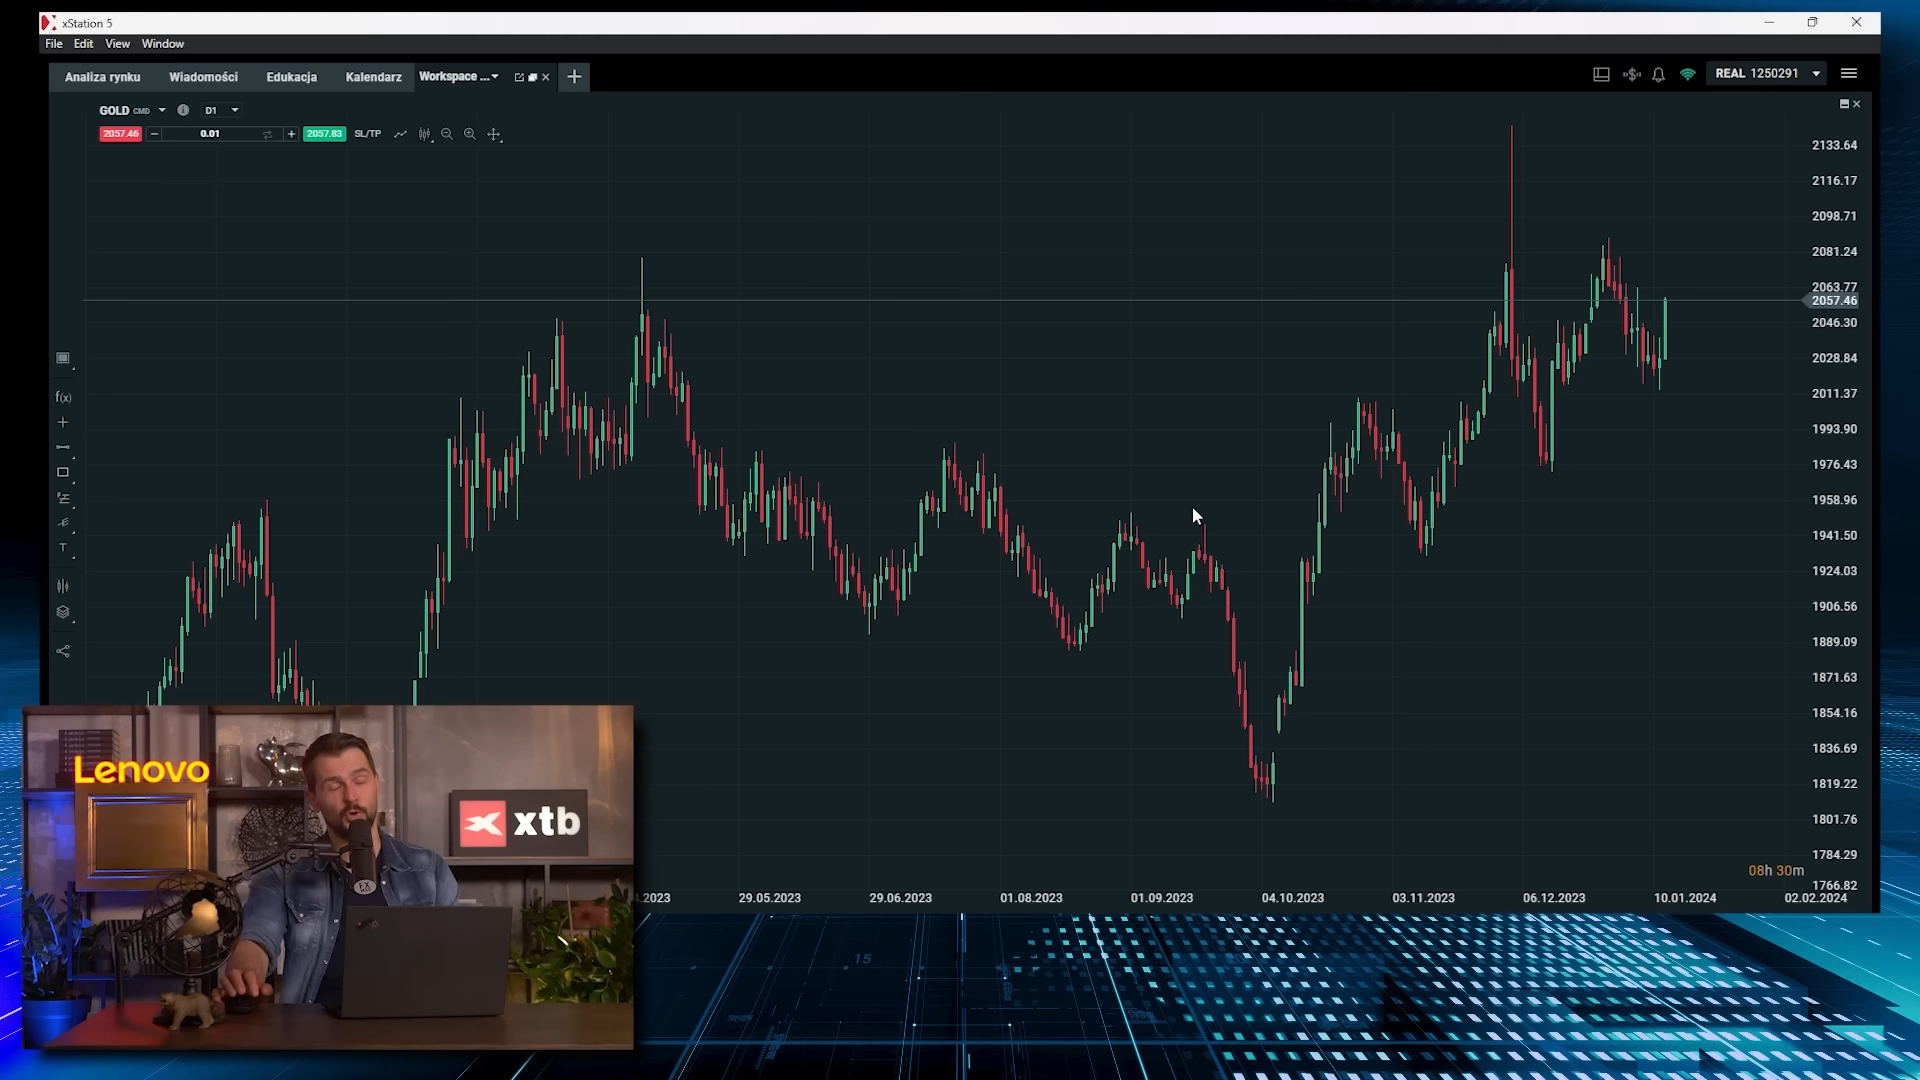 xStation 5
File Edit View Window
Analiza rynku Wiadomości Edukacja Kalendarz Workspace ...
REAL 1250291
GOLD CMD D1
2057.46 0.01 2057.83 SL/TP
2133.64
2116.17
2098.71
2081.24
2063.77
2057.46
2046.30
2028.84
2011.37
1993.90
1976.43
1958.96
1941.50
1924.03
1906.56
1889.09
1871.63
1854.16
1836.69
1819.22
1801.76
1784.29
1766.82
f(x)
T
08h 30m
.2023 29.05.2023 29.06.2023 01.08.2023 01.09.2023 04.10.2023 03.11.2023 06.12.2023 10.01.2024 02.02.2024
Lenovo
xtb
15